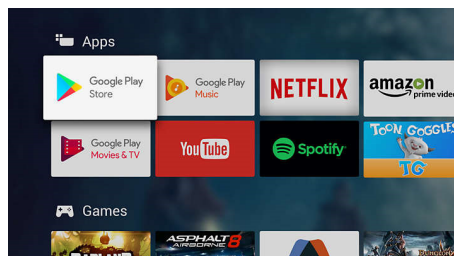 Apps
Google Play
Store
Google Play
Music
NETFLIX
amazon
prime video
Google Play
Movies & TV
YouTube
Spotify
TOON GOGGLES
TG
Games
BADLAND
ASPHALT 8
AIRBORNE